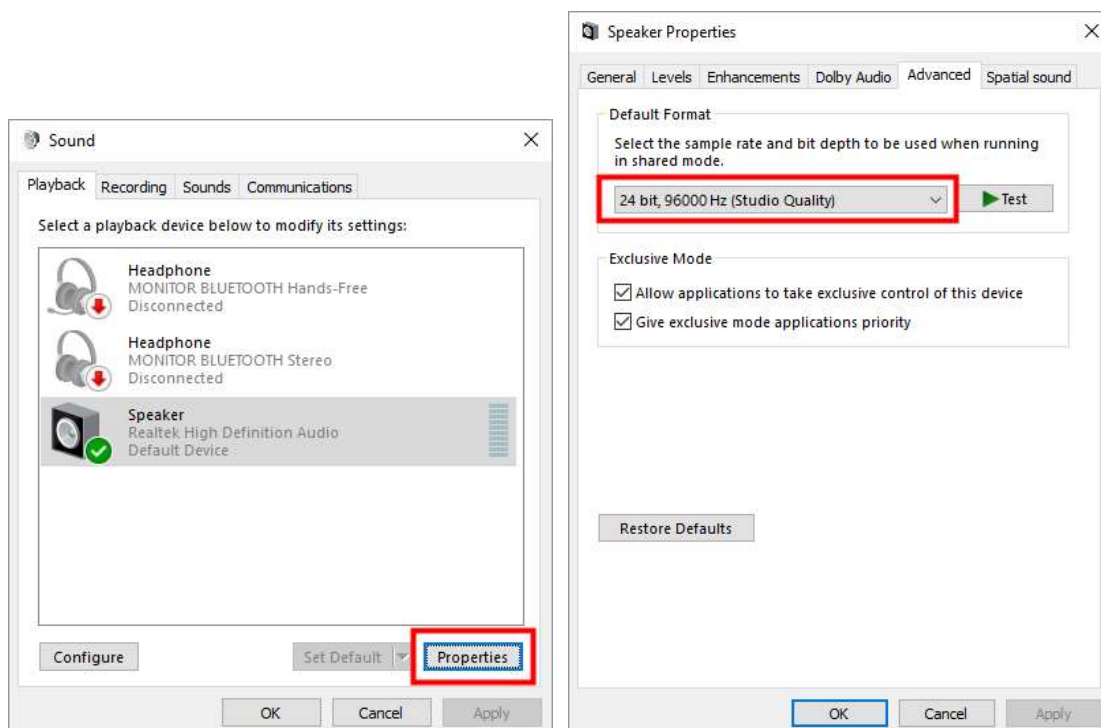 Sound
Playback Recording Sounds Communications
Select a playback device below to modify its settings:
Headphone
MONITOR BLUETOOTH Hands-Free
Disconnected
Headphone
MONITOR BLUETOOTH Stereo
Disconnected
Speaker
Realtek High Definition Audio
Default Device
Configure Set Default Properties
OK Cancel Apply
Speaker Properties
General Levels Enhancements Dolby Audio Advanced Spatial sound
Default Format
Select the sample rate and bit depth to be used when running
in shared mode.
24 bit, 96000 Hz (Studio Quality) Test
Exclusive Mode
Allow applications to take exclusive control of this device
Give exclusive mode applications priority
Restore Defaults
OK Cancel Apply